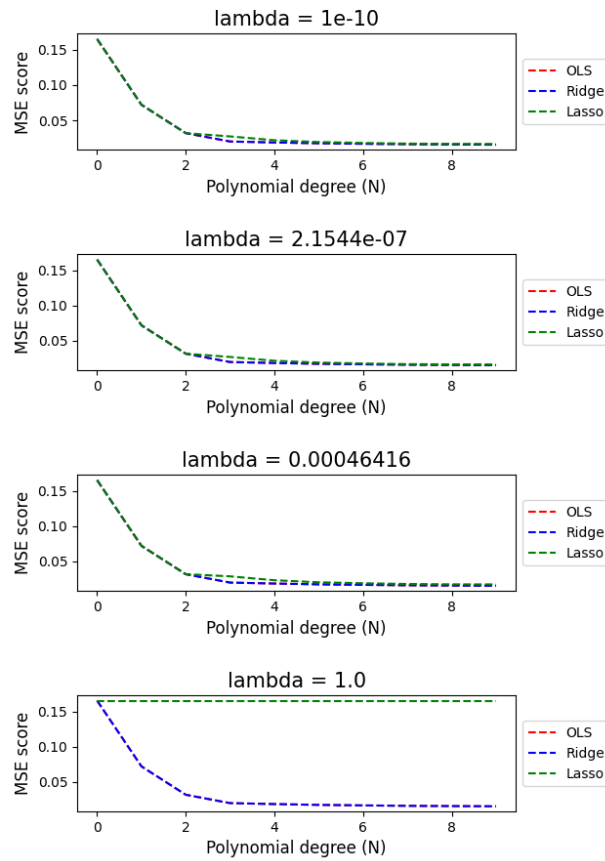 lambda = 1e-10
0.15
0.10
0.05
MSE score
0 2 4 6 8
Polynomial degree (N)
OLS
Ridge
Lasso
lambda = 2.1544e-07
0.15
0.10
0.05
MSE score
0 2 4 6 8
Polynomial degree (N)
OLS
Ridge
Lasso
lambda = 0.00046416
0.15
0.10
0.05
MSE score
0 2 4 6 8
Polynomial degree (N)
OLS
Ridge
Lasso
lambda = 1.0
0.15
0.10
0.05
MSE score
0 2 4 6 8
Polynomial degree (N)
OLS
Ridge
Lasso